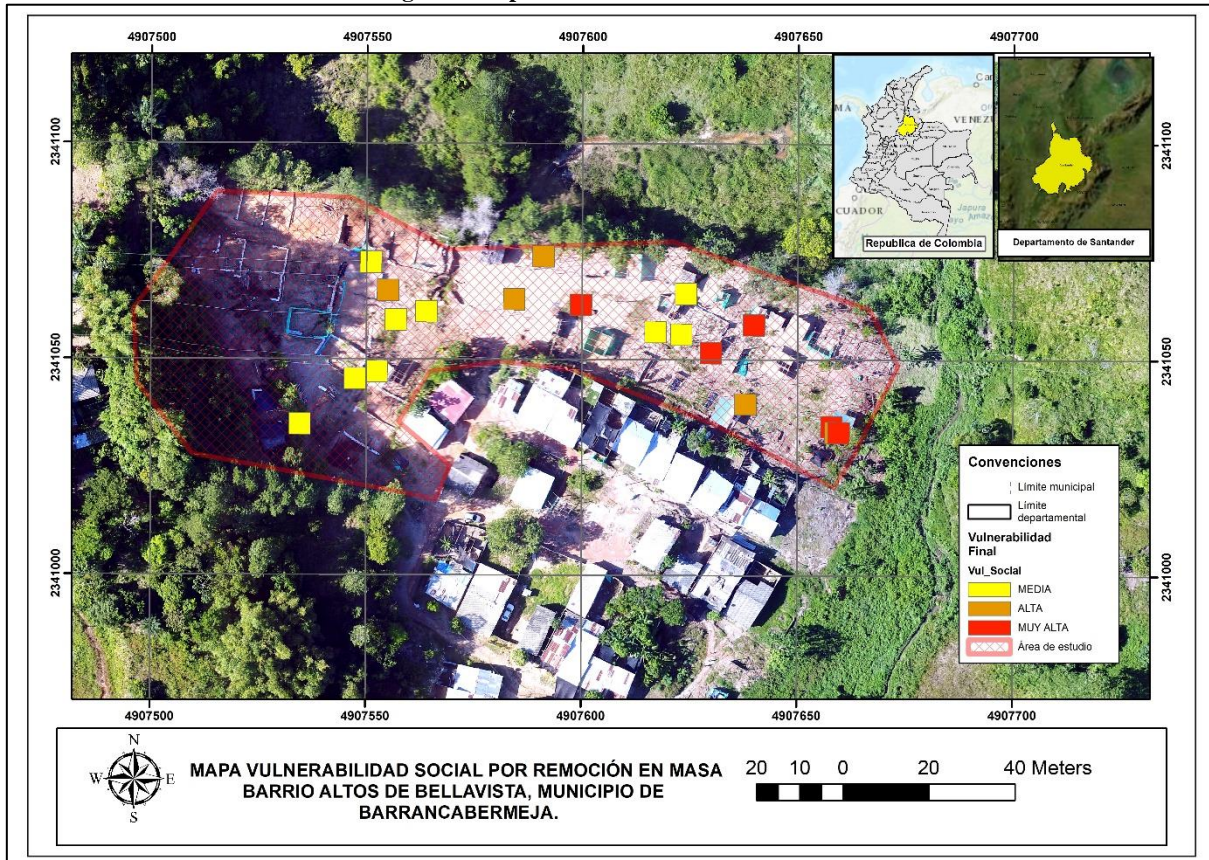 4907500 4907550 4907600 4907650 4907700
2341100
2341050
2341000
2341100
2341050
2341000
VENEZU
CUADOR
Japura
Republica de Colombia
Departamento de Santander
Convenciones
Límite municipal
Límite
departamental
Vulnerabilidad
Final
Vul_Social
MEDIA
ALTA
MUY ALTA
Área de estudio
4907500 4907550 4907600 4907650 4907700
N
W E
S
MAPA VULNERABILIDAD SOCIAL POR REMOCIÓN EN MASA
BARRIO ALTOS DE BELLAVISTA, MUNICIPIO DE
BARRANCABERMEJA.
20 10 0 20 40 Meters